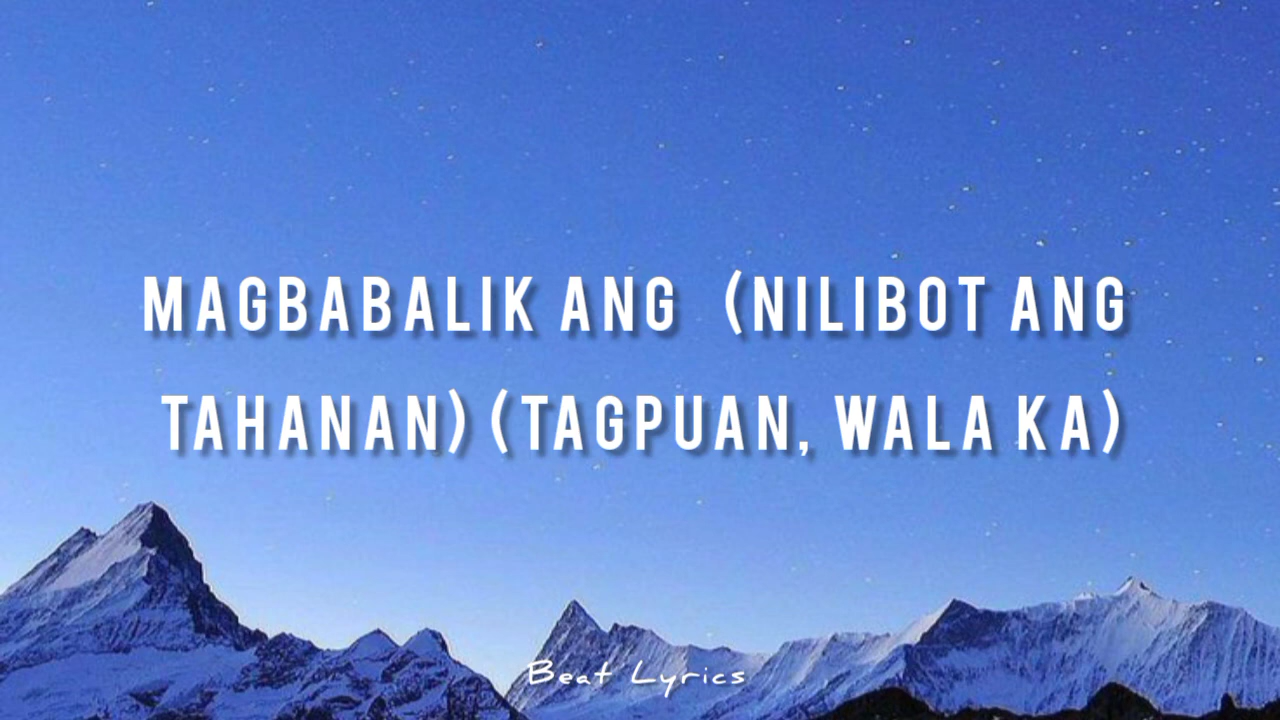 MAGBABALIK ANG (NILIBOT ANG
TAHANAN) (TAGPUAN, WALA KA)
Beat Lyrics